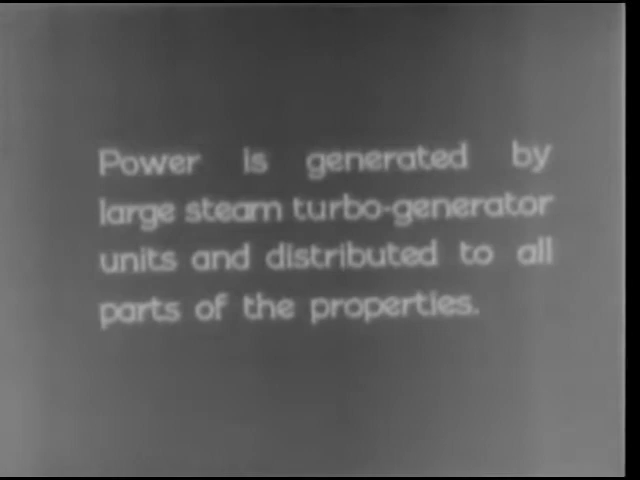 Power is generated by
large steam turbo-generator
units and distributed to all
parts of the properties.